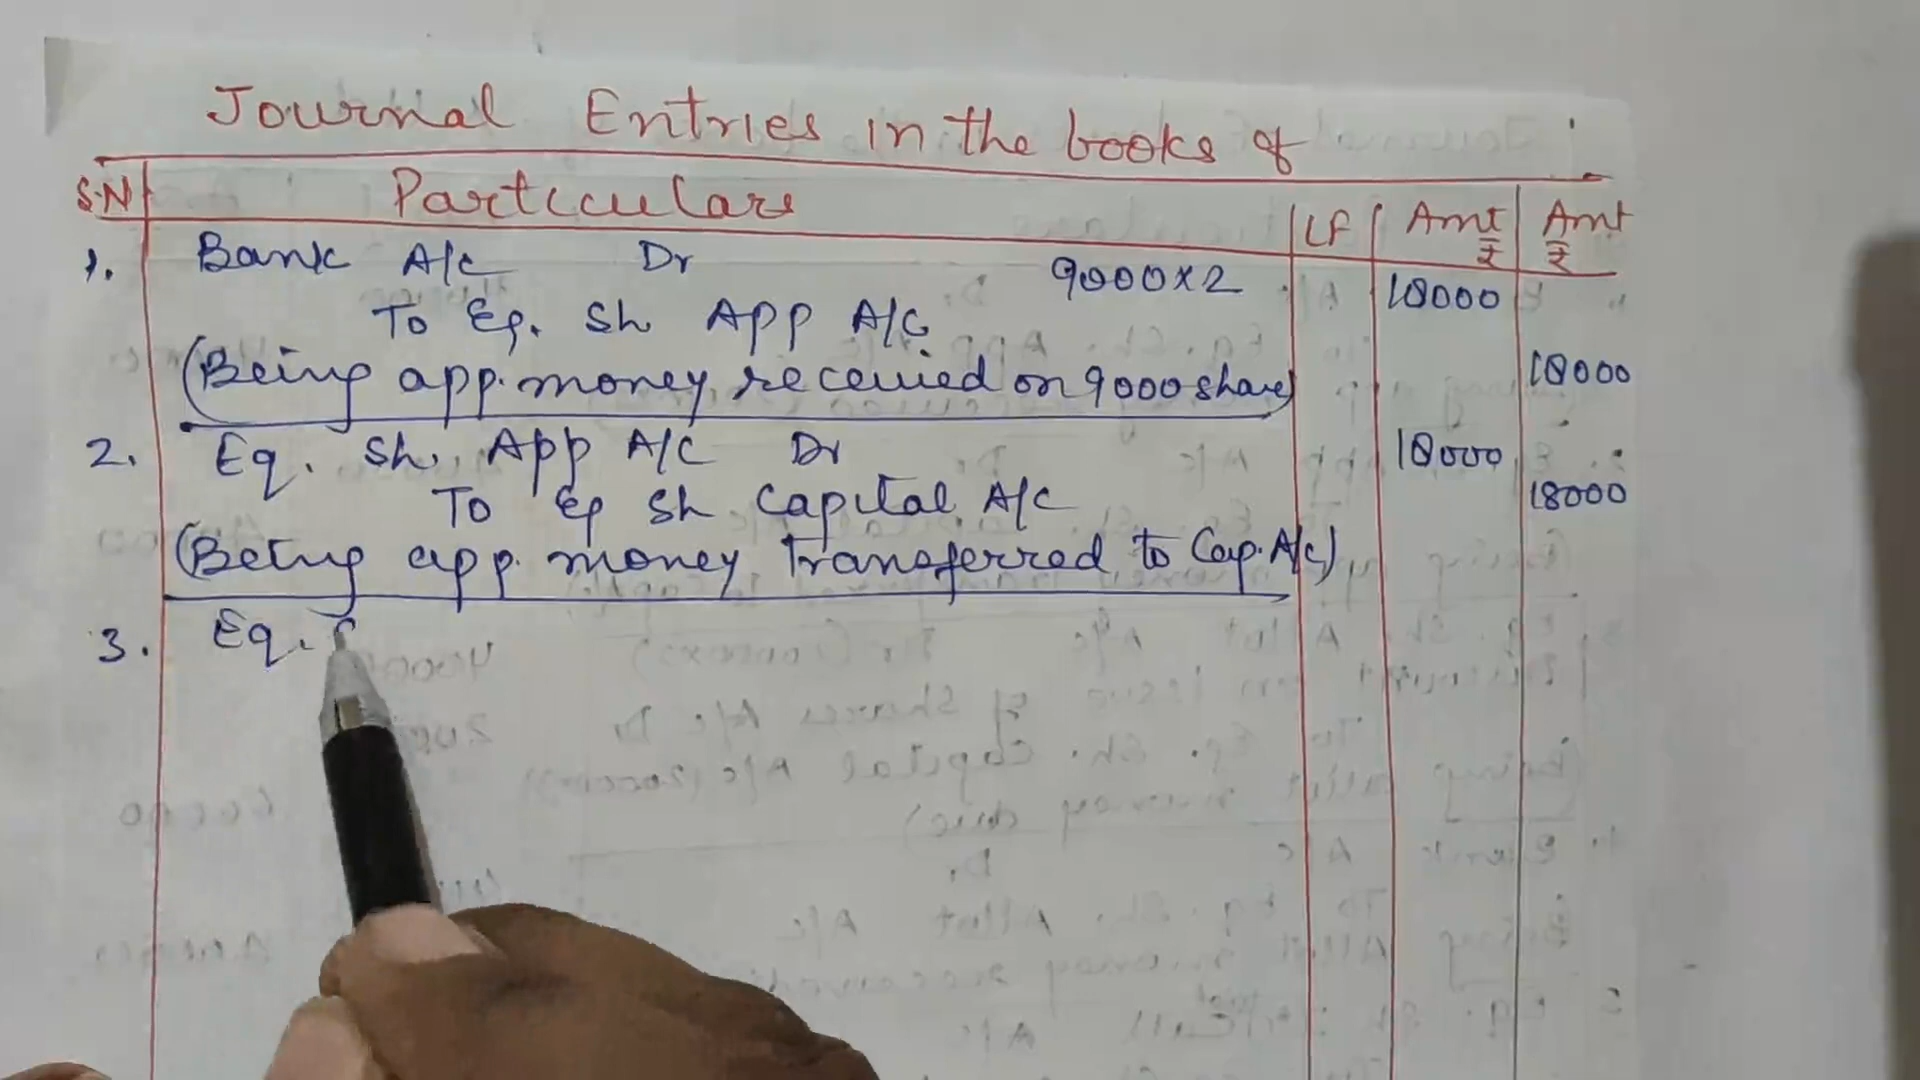 Journal Entries in the books of
S.N Particulars LF Amt ₹ Amt ₹
1. Bank A/c Dr 9000×2 18000
To Eq. Sh App A/c 18000
(Being app. money received on 9000 share)
2. Eq. Sh. App A/c Dr 18000
To Eq Sh Capital A/c 18000
(Being app. money transferred to Cap. A/c)
3. Eq.